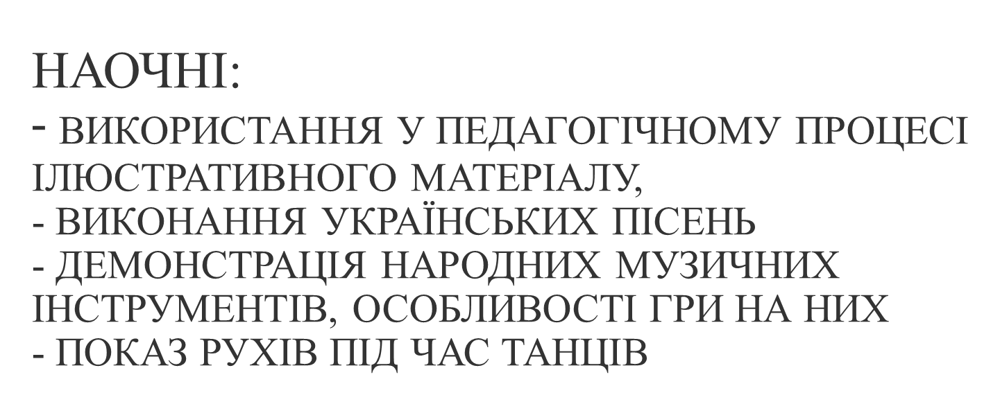 НАОЧНІ:
- ВИКОРИСТАННЯ У ПЕДАГОГІЧНОМУ ПРОЦЕСІ
ІЛЮСТРАТИВНОГО МАТЕРІАЛУ,
- ВИКОНАННЯ УКРАЇНСЬКИХ ПІСЕНЬ
- ДЕМОНСТРАЦІЯ НАРОДНИХ МУЗИЧНИХ
ІНСТРУМЕНТІВ, ОСОБЛИВОСТІ ГРИ НА НИХ
- ПОКАЗ РУХІВ ПІД ЧАС ТАНЦІВ